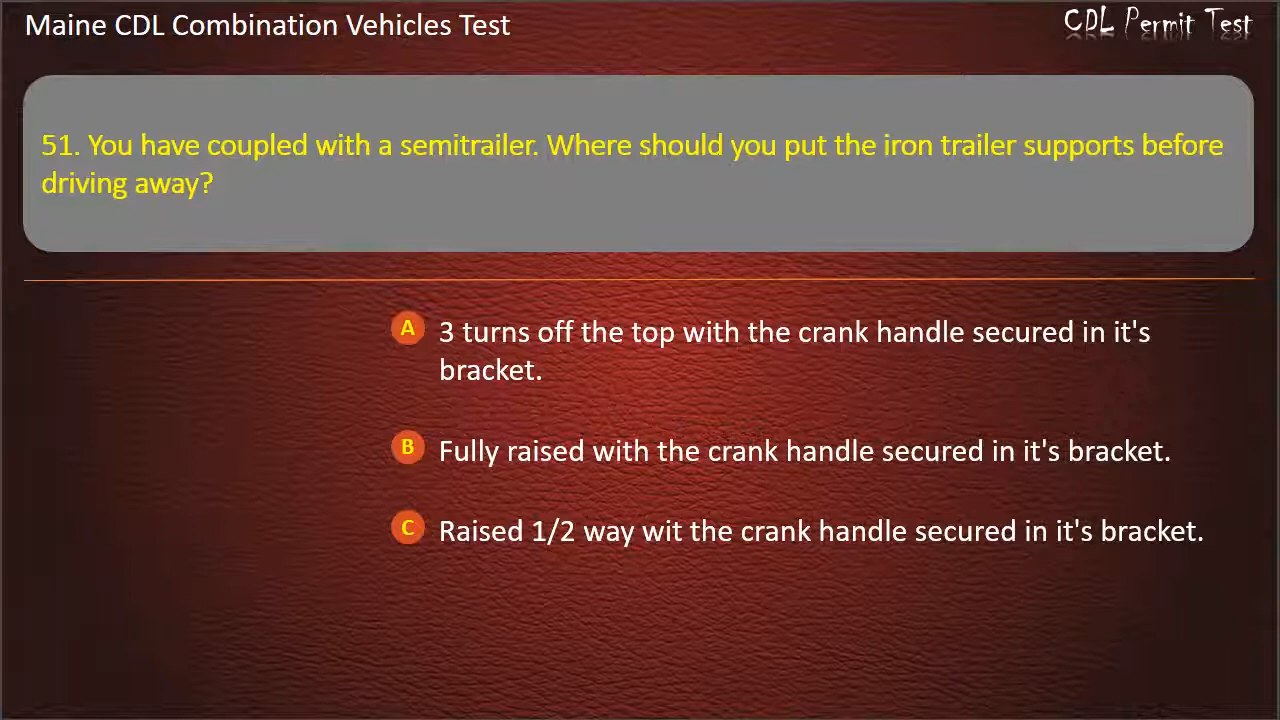 Maine CDL Combination Vehicles Test
CDL Permit Test
51. You have coupled with a semitrailer. Where should you put the iron trailer supports before
driving away?
A 3 turns off the top with the crank handle secured in it's
bracket.
B Fully raised with the crank handle secured in it's bracket.
C Raised 1/2 way wit the crank handle secured in it's bracket.